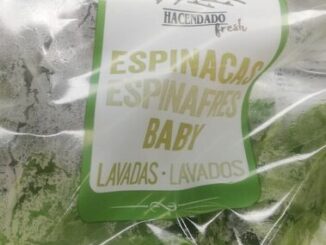 HACENDADO
fresh
ESPINACAS
ESPINAFRES
BABY
LAVADAS · LAVADOS